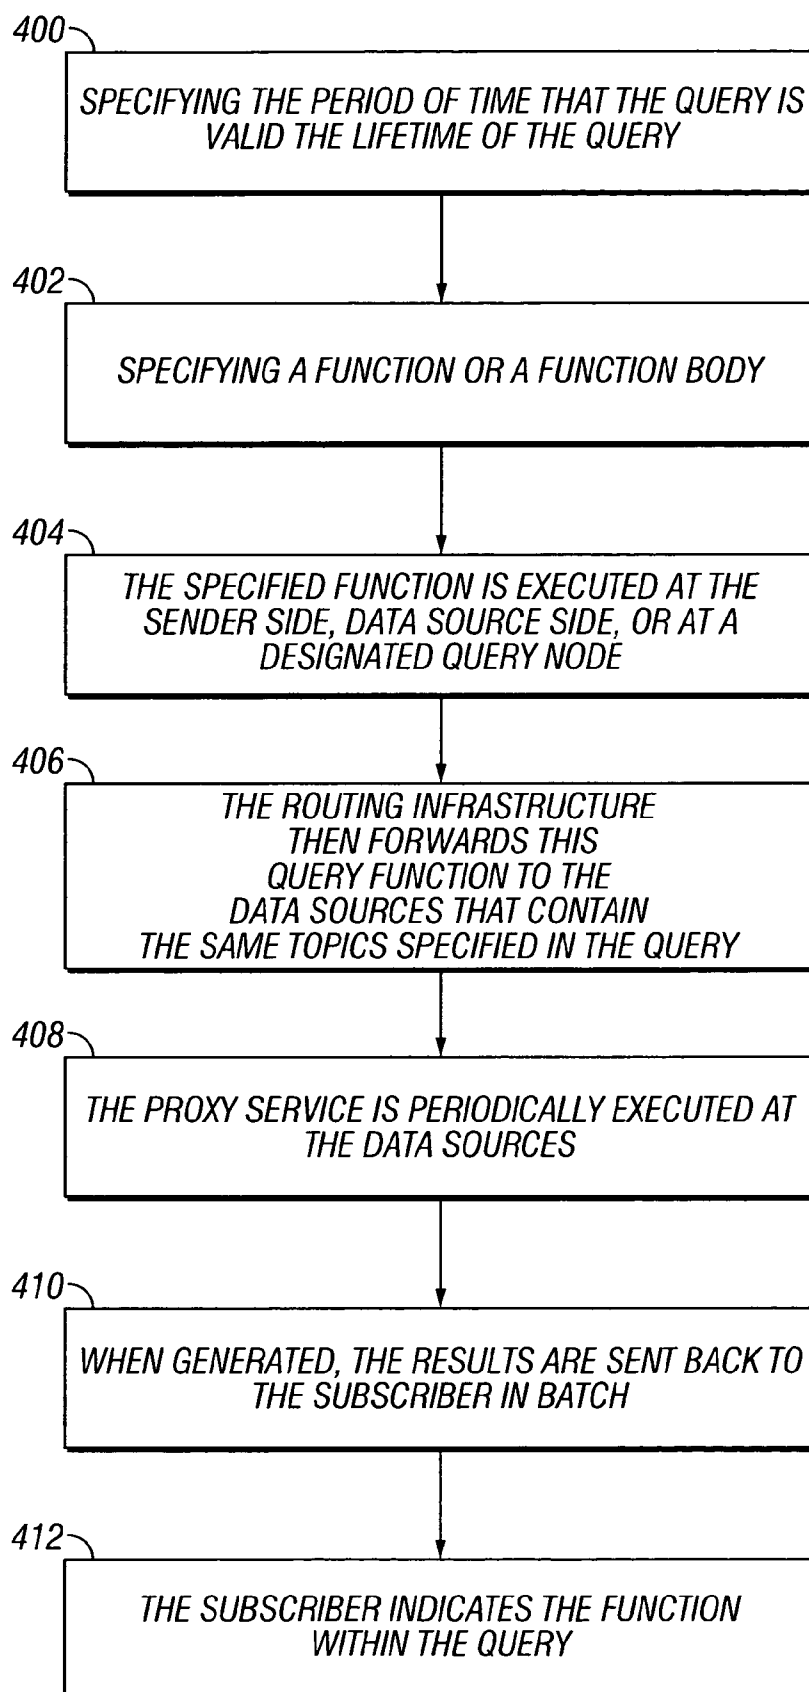 400
SPECIFYING THE PERIOD OF TIME THAT THE QUERY IS
VALID THE LIFETIME OF THE QUERY
402
SPECIFYING A FUNCTION OR A FUNCTION BODY
404
THE SPECIFIED FUNCTION IS EXECUTED AT THE
SENDER SIDE, DATA SOURCE SIDE, OR AT A
DESIGNATED QUERY NODE
406
THE ROUTING INFRASTRUCTURE
THEN FORWARDS THIS
QUERY FUNCTION TO THE
DATA SOURCES THAT CONTAIN
THE SAME TOPICS SPECIFIED IN THE QUERY
408
THE PROXY SERVICE IS PERIODICALLY EXECUTED AT
THE DATA SOURCES
410
WHEN GENERATED, THE RESULTS ARE SENT BACK TO
THE SUBSCRIBER IN BATCH
412
THE SUBSCRIBER INDICATES THE FUNCTION
WITHIN THE QUERY